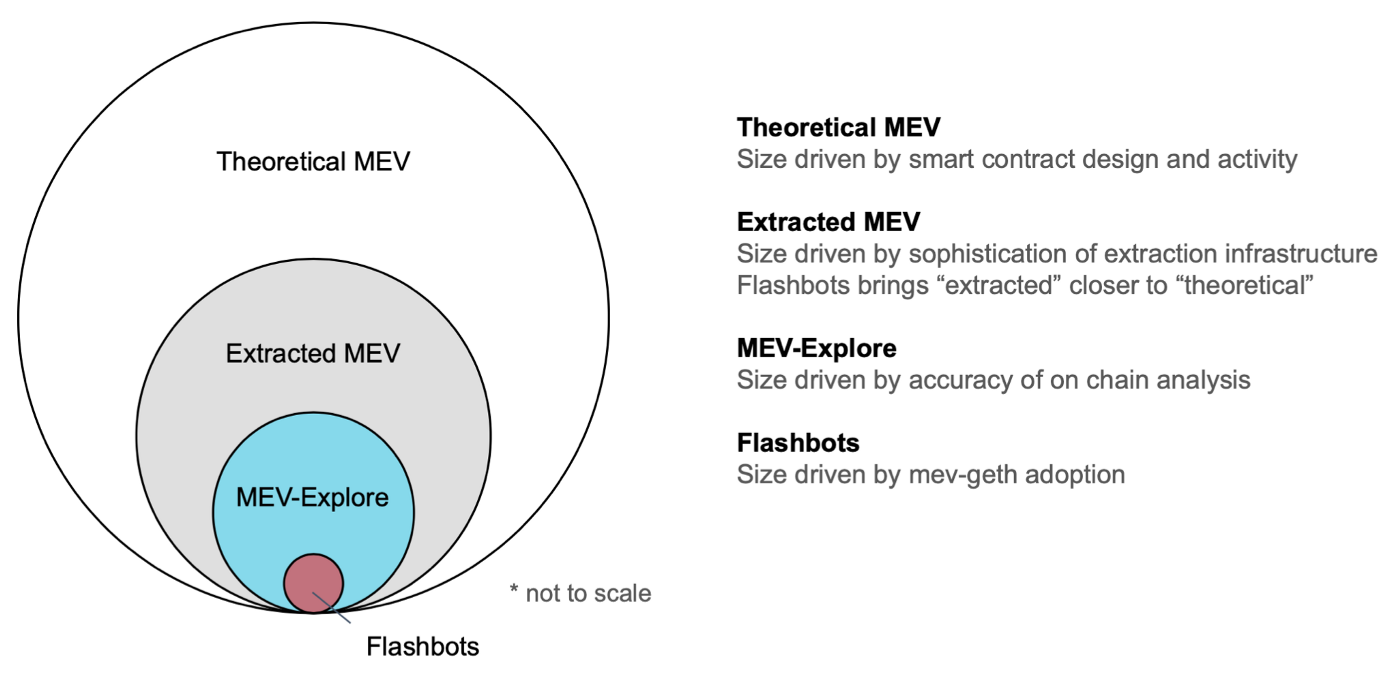 Theoretical MEV
Extracted MEV
MEV-Explore
Flashbots
* not to scale
Theoretical MEV
Size driven by smart contract design and activity
Extracted MEV
Size driven by sophistication of extraction infrastructure
Flashbots brings “extracted” closer to “theoretical”
MEV-Explore
Size driven by accuracy of on chain analysis
Flashbots
Size driven by mev-geth adoption